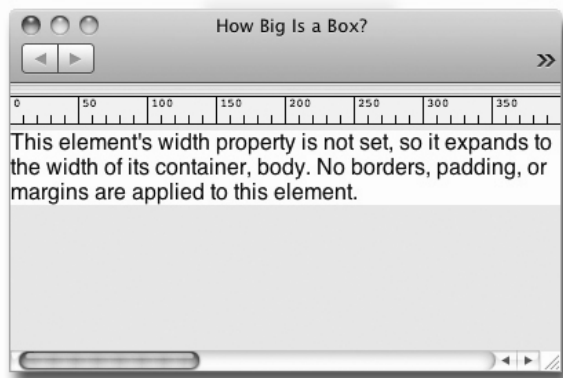 How Big Is a Box?
0 50 100 150 200 250 300 350
This element's width property is not set, so it expands to
the width of its container, body. No borders, padding, or
margins are applied to this element.